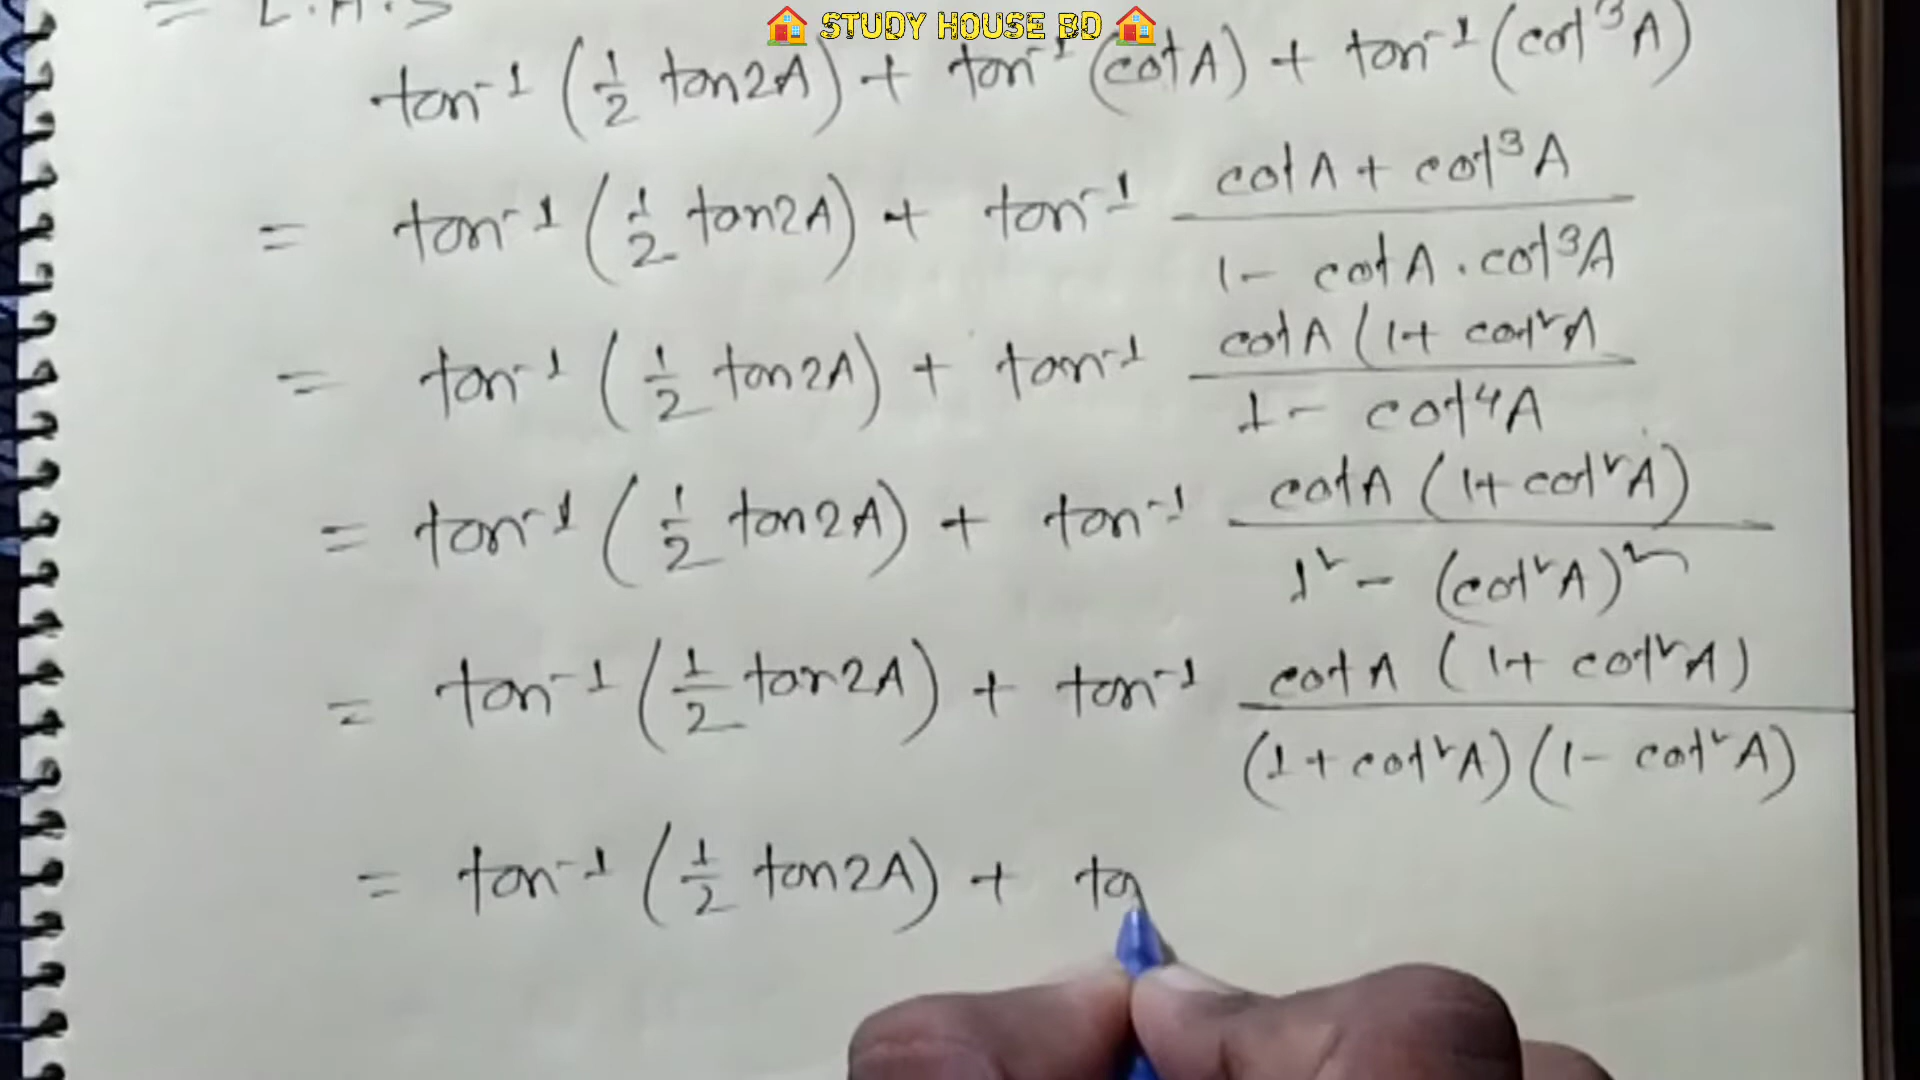 = L.H.S
🏠 STUDY HOUSE BD 🏠
tan⁻¹ (1/2 tan2A) + tan⁻¹ (cotA) + tan⁻¹ (cot³A)
= tan⁻¹ (1/2 tan2A) + tan⁻¹ (cotA + cot³A)/(1 - cotA . cot³A)
= tan⁻¹ (1/2 tan2A) + tan⁻¹ cotA (1 + cot²A / 1 - cot⁴A
= tan⁻¹ (1/2 tan2A) + tan⁻¹ cotA (1 + cot²A) / 1² - (cot²A)²
= tan⁻¹ (1/2 tan2A) + tan⁻¹ cotA (1 + cot²A) / (1 + cot²A) (1 - cot²A)
= tan⁻¹ (1/2 tan2A) + ta